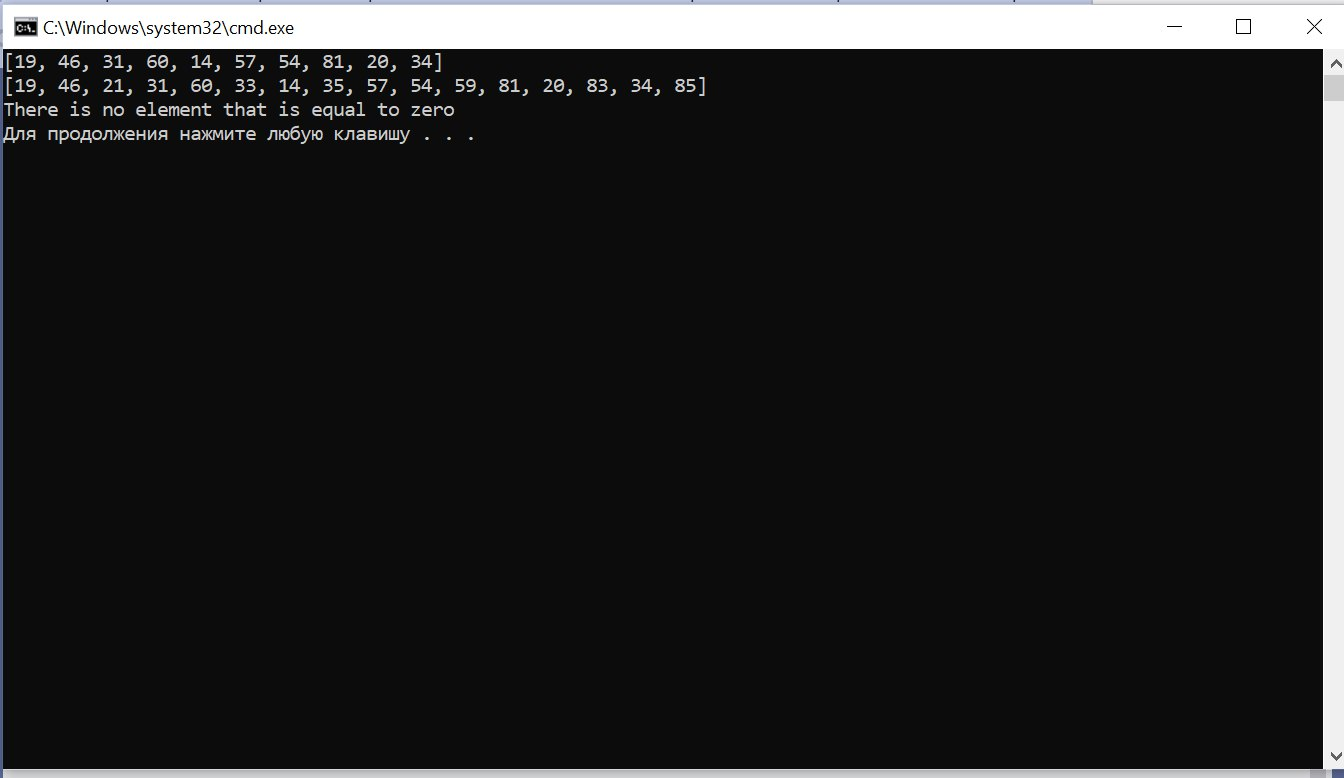 C:\Windows\system32\cmd.exe
[19, 46, 31, 60, 14, 57, 54, 81, 20, 34]
[19, 46, 21, 31, 60, 33, 14, 35, 57, 54, 59, 81, 20, 83, 34, 85]
There is no element that is equal to zero
Для продолжения нажмите любую клавишу . . .